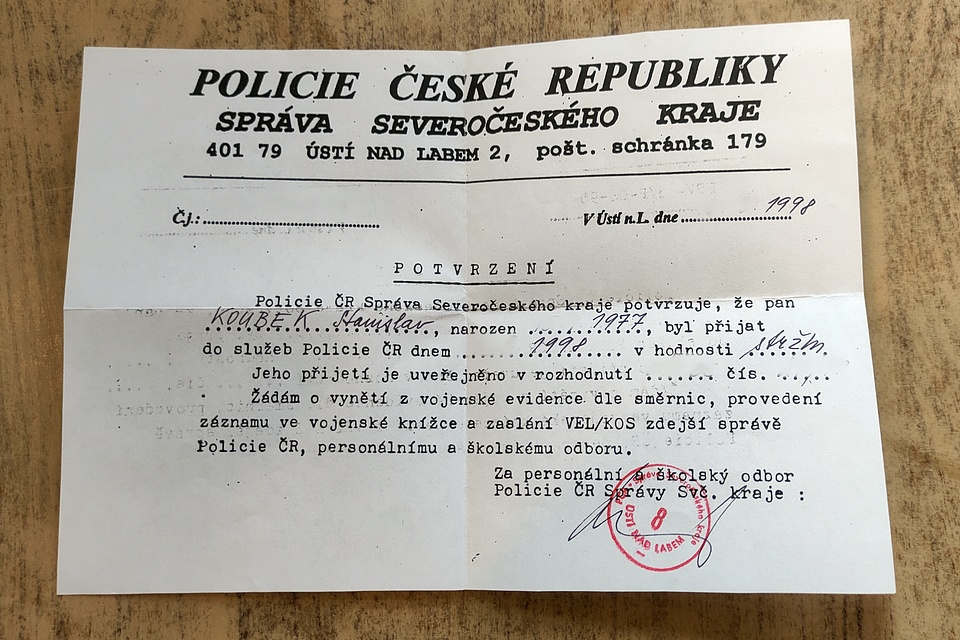 POLICIE ČESKÉ REPUBLIKY
SPRÁVA SEVEROČESKÉHO KRAJE
401 79 ÚSTÍ NAD LABEM 2, pošt. schránka 179
Č.j.: ........................................ V Ústí n.L. dne ........................ 1998
POTVRZENÍ
Policie ČR Správa Severočeského kraje potvrzuje, že pan
KOUBEK Stanislav, narozen ....... 1977, byl přijat
do služeb Policie ČR dnem ....... 1998 ...... v hodnosti stržm.
Jeho přijetí je uveřejněno v rozhodnutí ....... čís. ......
Žádám o vynětí z vojenské evidence dle směrnic, provedení
záznamu ve vojenské knížce a zaslání VEL/KOS zdejší správě
Policie ČR, personálnímu a školskému odboru.
Za personální a školský odbor
Policie ČR Správy Svč. kraje :
8
ÚSTÍ NAD LABEM